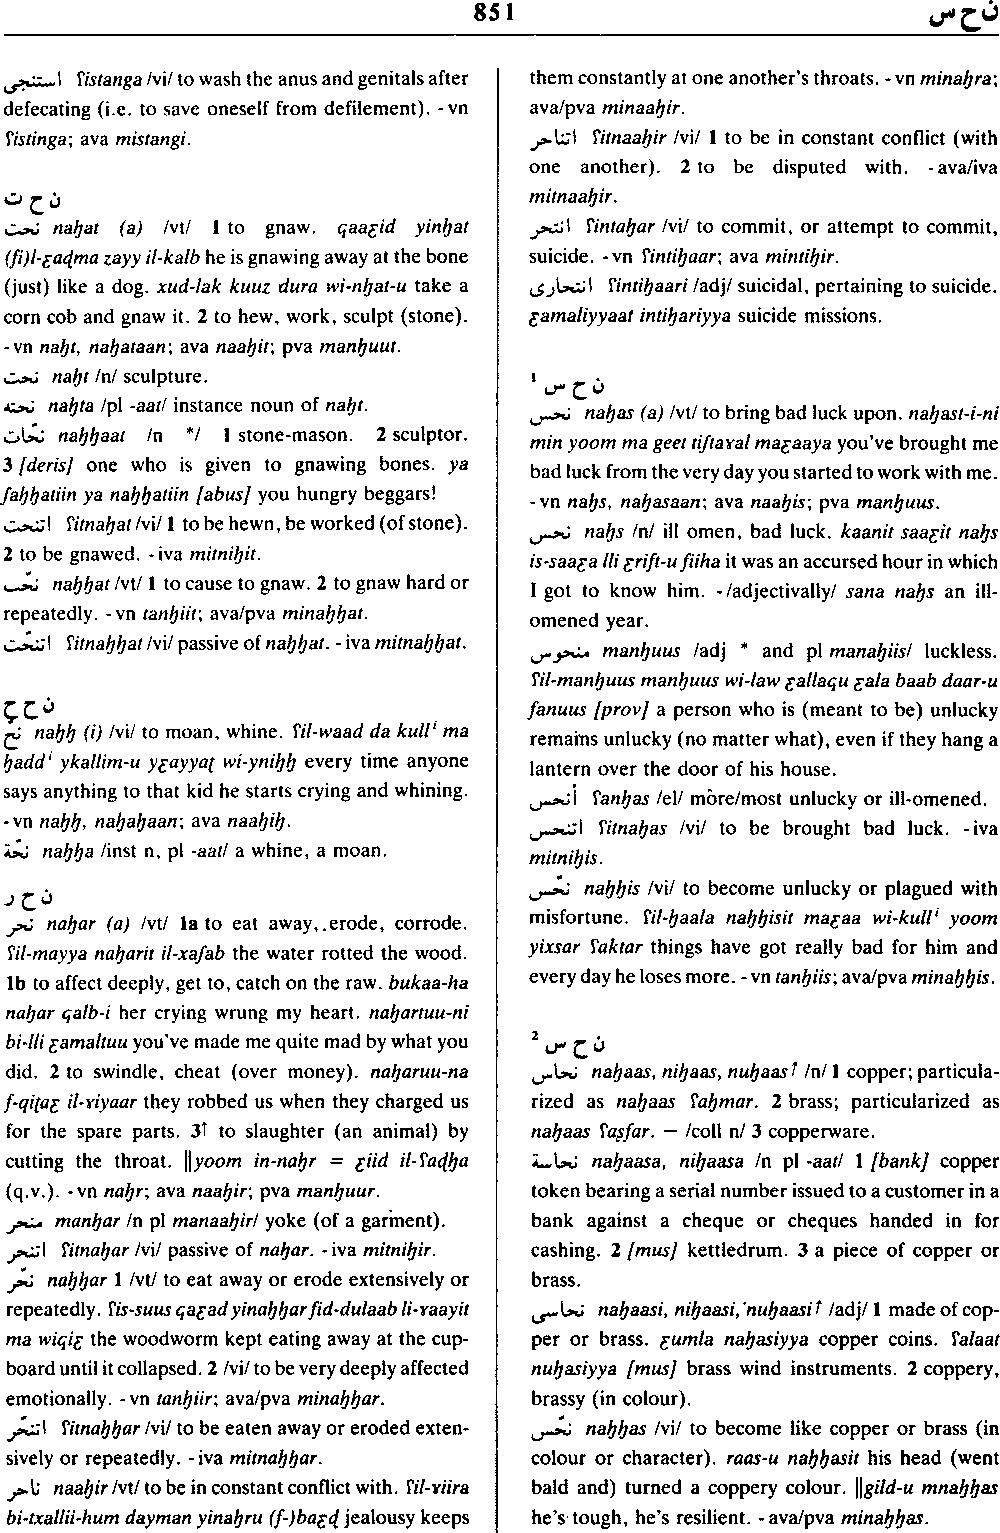 851
ن ح س
استنجى ʕistanga /vi/ to wash the anus and genitals after
defecating (i.e. to save oneself from defilement). -vn
ʕistinga; ava mistangi.
ن ح ت
نحت naḥat (a) /vt/ 1 to gnaw. qaaʕid yinḥat
(fi)l-ʕaḍma zayy il-kalb he is gnawing away at the bone
(just) like a dog. xud-lak kuuz dura wi-nḥat-u take a
corn cob and gnaw it. 2 to hew, work, sculpt (stone).
-vn naḥt, naḥataan; ava naaḥit; pva manḥuut.
نحت naḥt /n/ sculpture.
نحته naḥta /pl -aat/ instance noun of naḥt.
نحّات naḥḥaat /n */ 1 stone-mason. 2 sculptor.
3 [deris] one who is given to gnawing bones. ya
ʃaḥḥatiin ya naḥḥatiin [abus] you hungry beggars!
اتنحت ʕitnaḥat /vi/ 1 to be hewn, be worked (of stone).
2 to be gnawed. -iva mitniḥit.
نحّت naḥḥat /vt/ 1 to cause to gnaw. 2 to gnaw hard or
repeatedly. -vn tanḥiit; ava/pva minaḥḥat.
اتنحّت ʕitnaḥḥat /vi/ passive of naḥḥat. -iva mitnaḥḥat.
ن ح ح
نح naḥḥ (i) /vi/ to moan, whine. ʕil-waad da kullⁱ ma
ḥaddⁱ ykallim-u yʕayyaṭ wi-yniḥḥ every time anyone
says anything to that kid he starts crying and whining.
-vn naḥḥ, naḥaḥaan; ava naaḥiḥ.
نحّة naḥḥa /inst n, pl -aat/ a whine, a moan.
ن ح ر
نحر naḥar (a) /vt/ 1a to eat away, erode, corrode.
ʕil-mayya naḥarit il-xaʃab the water rotted the wood.
1b to affect deeply, get to, catch on the raw. bukaa-ha
naḥar qalb-i her crying wrung my heart. naḥartuu-ni
bi-lli ʕamaltuu you've made me quite mad by what you
did. 2 to swindle, cheat (over money). naḥaruu-na
f-qiṭaʕ il-ɣiyaar they robbed us when they charged us
for the spare parts. 3↑ to slaughter (an animal) by
cutting the throat. ‖yoom in-naḥr = ʕiid il-ʕaḍḥa
(q.v.). -vn naḥr; ava naaḥir; pva manḥuur.
منحر manḥar /n pl manaaḥir/ yoke (of a garment).
اتنحر ʕitnaḥar /vi/ passive of naḥar. -iva mitniḥir.
نحّر naḥḥar 1 /vt/ to eat away or erode extensively or
repeatedly. ʕis-suus qaʕad yinaḥḥar fid-dulaab li-ɣaayit
ma wiqiʕ the woodworm kept eating away at the cup-
board until it collapsed. 2 /vi/ to be very deeply affected
emotionally. -vn tanḥiir; ava/pva minaḥḥar.
اتنحّر ʕitnaḥḥar /vi/ to be eaten away or eroded exten-
sively or repeatedly. -iva mitnaḥḥar.
ناحر naaḥir /vt/ to be in constant conflict with. ʕil-ɣiira
bi-txallii-hum dayman yinaḥru (f-)baʕḍ jealousy keeps
them constantly at one another's throats. -vn minaḥra;
ava/pva minaaḥir.
اتناحر ʕitnaaḥir /vi/ 1 to be in constant conflict (with
one another). 2 to be disputed with. -ava/iva
mitnaaḥir.
انتحر ʕintaḥar /vi/ to commit, or attempt to commit,
suicide. -vn ʕintiḥaar; ava mintiḥir.
انتحارى ʕintiḥaari /adj/ suicidal, pertaining to suicide.
ʕamaliyyaat intiḥariyya suicide missions.
ن ح س ¹
نحس naḥas (a) /vt/ to bring bad luck upon. naḥast-i-ni
min yoom ma geet tiʃtaɣal maʕaaya you've brought me
bad luck from the very day you started to work with me.
-vn naḥs, naḥasaan; ava naaḥis; pva manḥuus.
نحس naḥs /n/ ill omen, bad luck. kaanit saaʕit naḥs
is-saaʕa lli ʕrift-u fiiha it was an accursed hour in which
I got to know him. -/adjectivally/ sana naḥs an ill-
omened year.
منحوس manḥuus /adj * and pl manaḥiis/ luckless.
ʕil-manḥuus manḥuus wi-law ʕallaqu ʕala baab daar-u
fanuus [prov] a person who is (meant to be) unlucky
remains unlucky (no matter what), even if they hang a
lantern over the door of his house.
أنحس ʕanḥas /el/ more/most unlucky or ill-omened.
اتنحس ʕitnaḥas /vi/ to be brought bad luck. -iva
mitniḥis.
نحّس naḥḥis /vi/ to become unlucky or plagued with
misfortune. ʕil-ḥaala naḥḥisit maʕaa wi-kullⁱ yoom
yixsar ʕaktar things have got really bad for him and
every day he loses more. -vn tanḥiis; ava/pva minaḥḥis.
ن ح س ²
نحاس naḥaas, niḥaas, nuḥaas↑ /n/ 1 copper; particula-
rized as naḥaas ʕaḥmar. 2 brass; particularized as
naḥaas ʕaṣfar. — /coll n/ 3 copperware.
نحاسة naḥaasa, niḥaasa /n pl -aat/ 1 [bank] copper
token bearing a serial number issued to a customer in a
bank against a cheque or cheques handed in for
cashing. 2 [mus] kettledrum. 3 a piece of copper or
brass.
نحاسى naḥaasi, niḥaasi, nuḥaasi↑ /adj/ 1 made of cop-
per or brass. ʕumla naḥasiyya copper coins. ʕalaat
nuḥasiyya [mus] brass wind instruments. 2 coppery,
brassy (in colour).
نحّس naḥḥas /vi/ to become like copper or brass (in
colour or character). raas-u naḥḥasit his head (went
bald and) turned a coppery colour. ‖gild-u mnaḥḥas
he's tough, he's resilient. -ava/pva minaḥḥas.